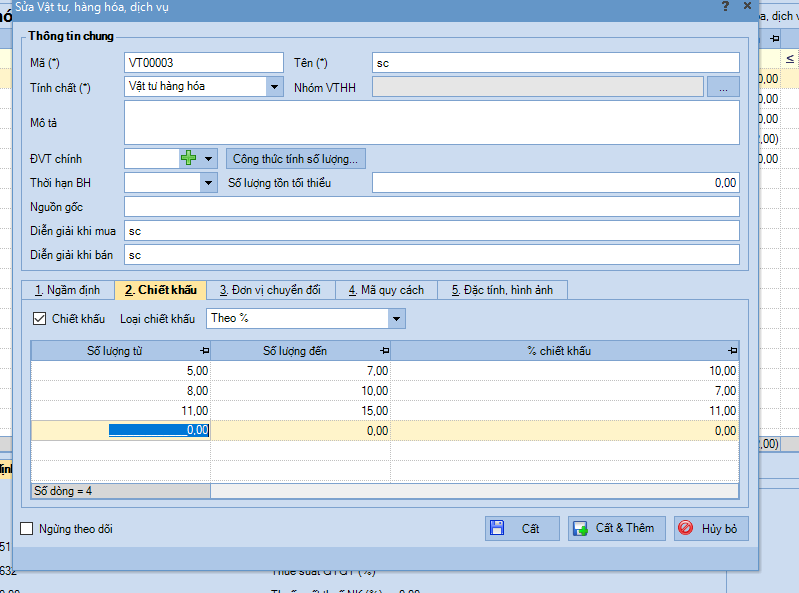 Sửa Vật tư, hàng hóa, dịch vụ ?
Thông tin chung
Mã (*) VT00003 Tên (*) sc
Tính chất (*) Vật tư hàng hóa Nhóm VTHH ...
Mô tả
ĐVT chính Công thức tính số lượng...
Thời hạn BH Số lượng tồn tối thiểu 0,00
Nguồn gốc
Diễn giải khi mua sc
Diễn giải khi bán sc
1. Ngầm định 2. Chiết khấu 3. Đơn vị chuyển đổi 4. Mã quy cách 5. Đặc tính, hình ảnh
Chiết khấu Loại chiết khấu Theo %
Số lượng từ Số lượng đến % chiết khấu
5,00 7,00 10,00
8,00 10,00 7,00
11,00 15,00 11,00
0,00 0,00 0,00
Số dòng = 4
Ngừng theo dõi Cất Cất & Thêm Hủy bỏ